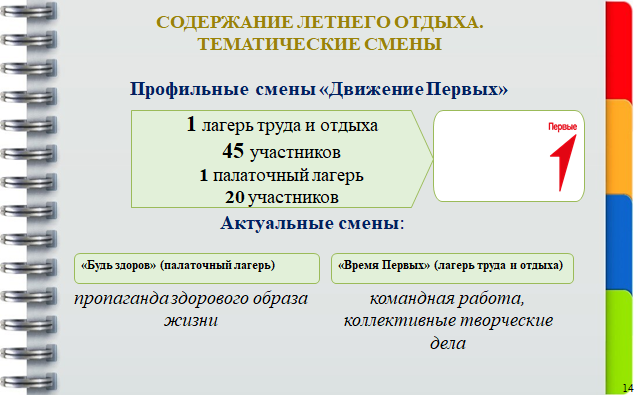 СОДЕРЖАНИЕ ЛЕТНЕГО ОТДЫХА.
ТЕМАТИЧЕСКИЕ СМЕНЫ
Профильные смены «Движение Первых»
1 лагерь труда и отдыха
45 участников
1 палаточный лагерь
20 участников
Первые
Актуальные смены:
«Будь здоров» (палаточный лагерь)
пропаганда здорового образа
жизни
«Время Первых» (лагерь труда и отдыха)
командная работа,
коллективные творческие
дела
14